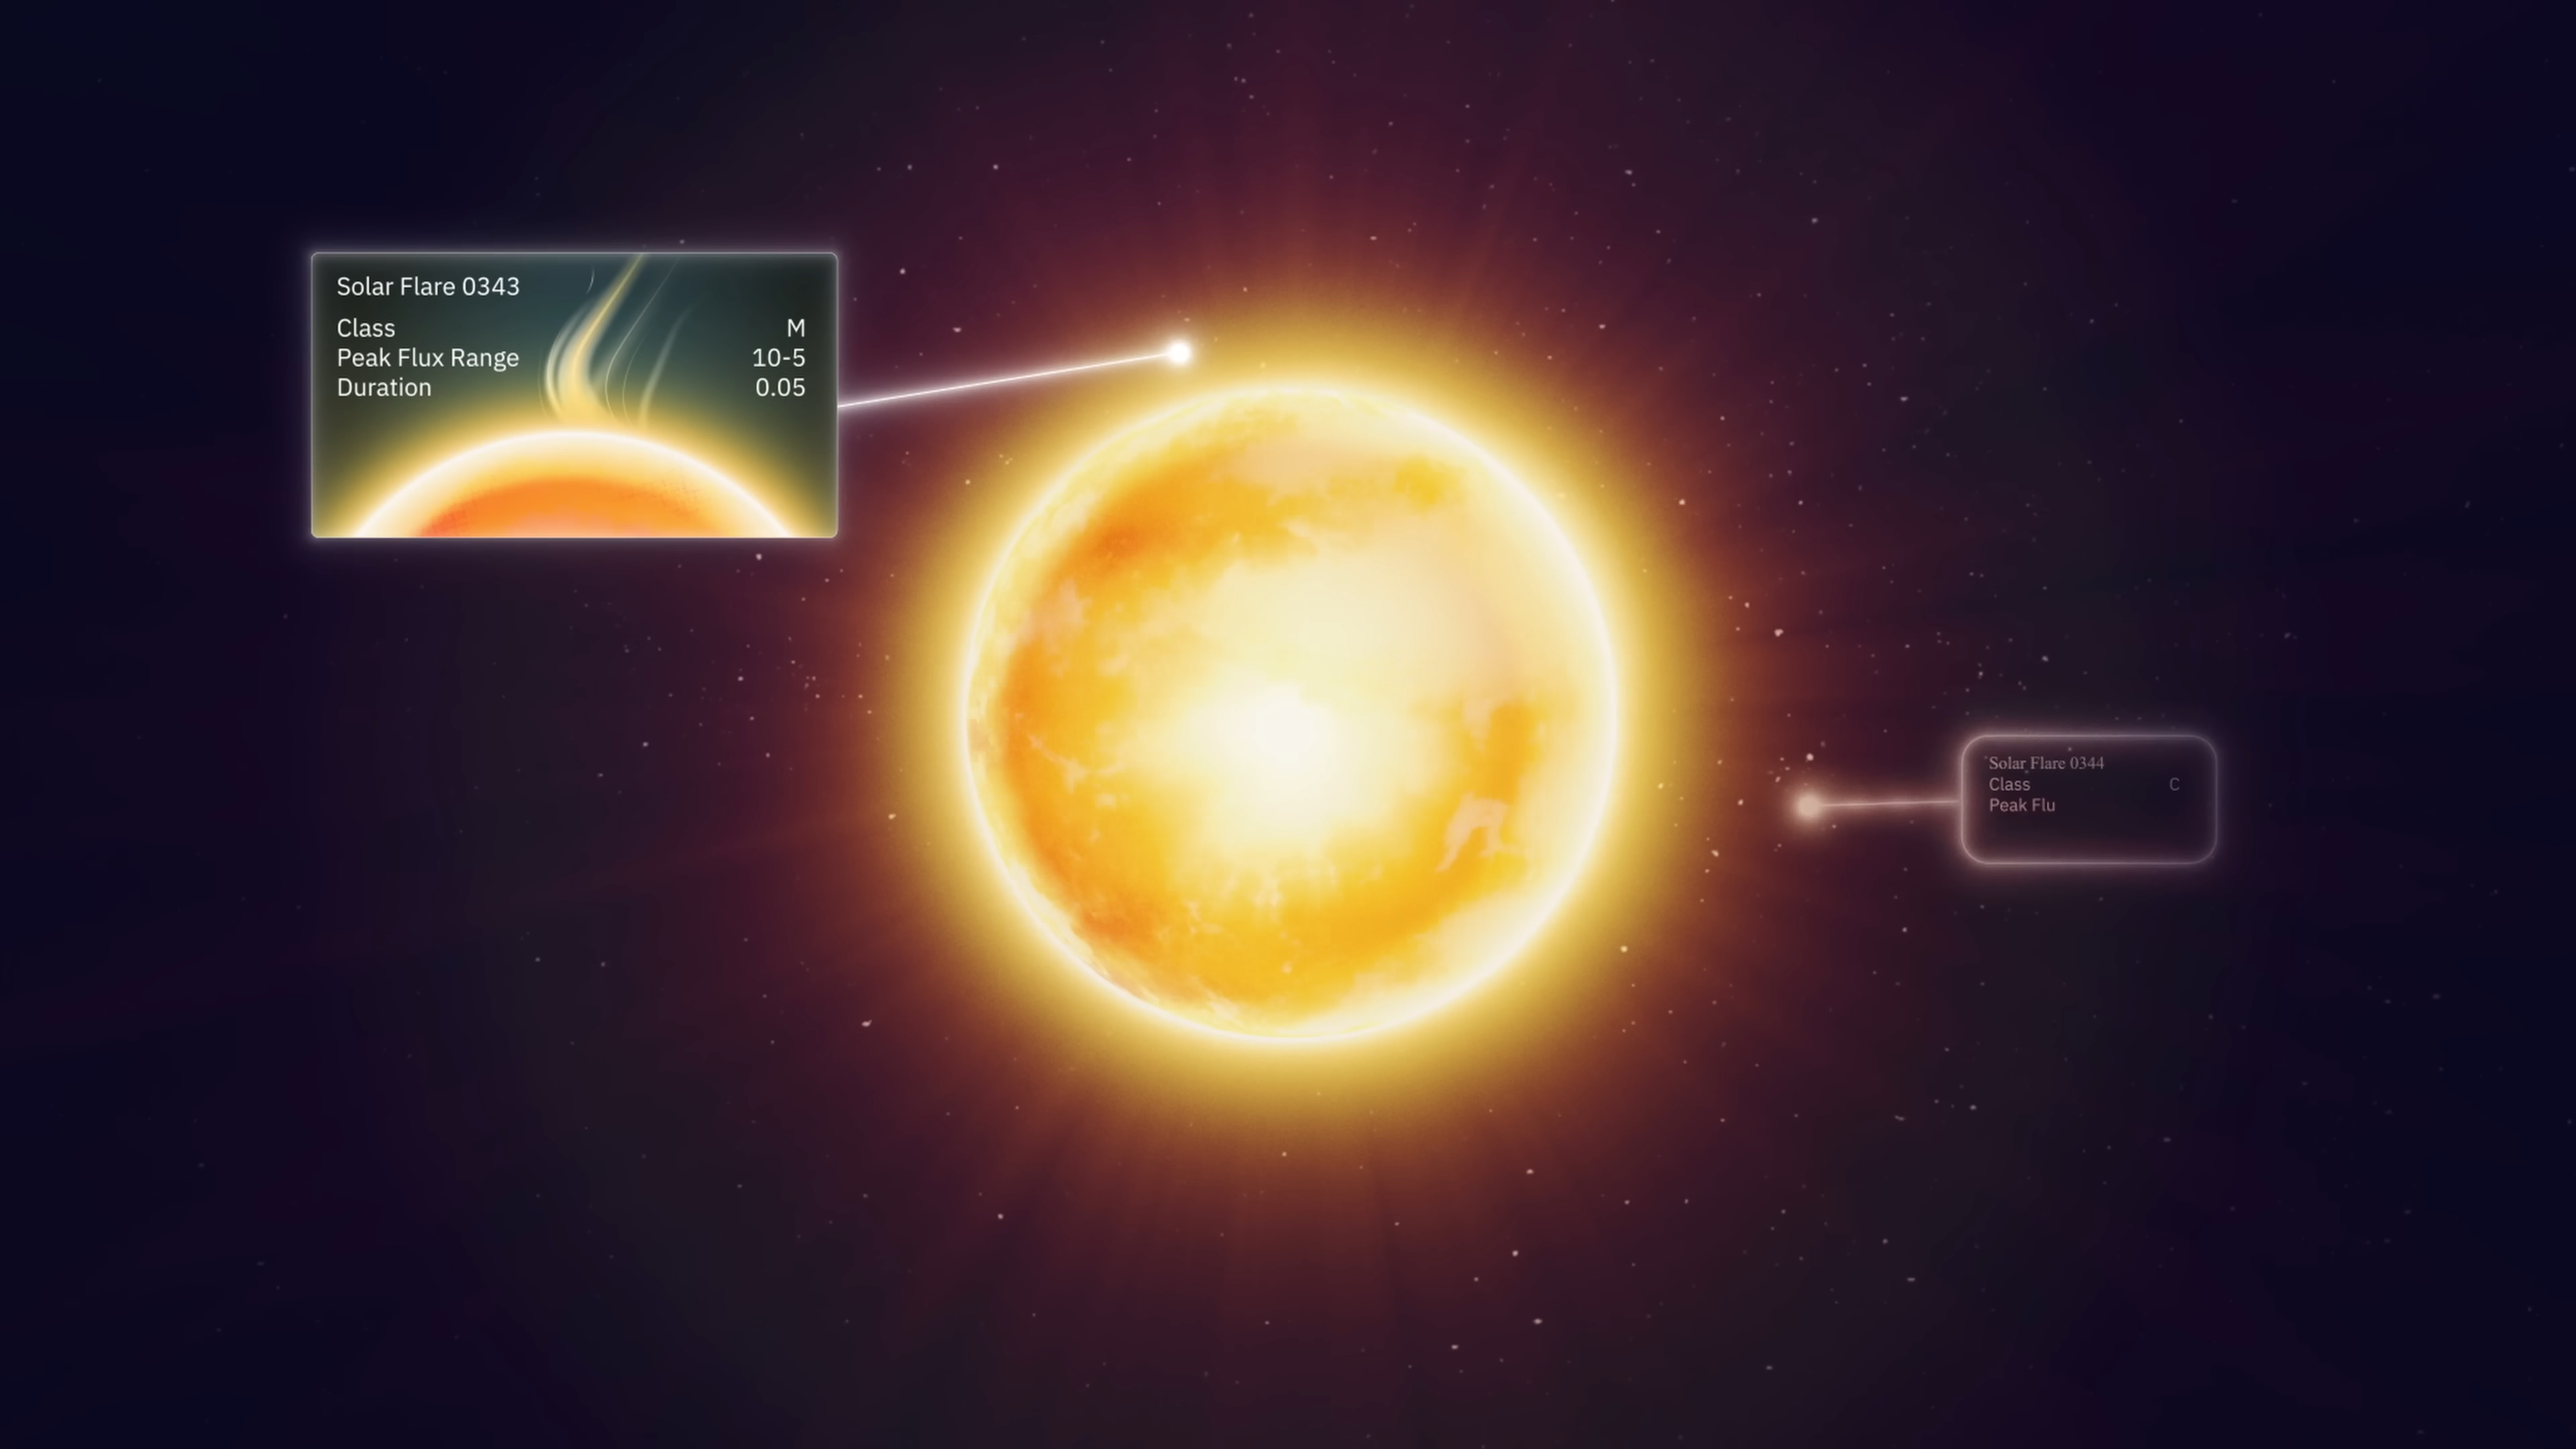 Solar Flare 0343
Class M
Peak Flux Range 10-5
Duration 0.05
Solar Flare 0344
Class C
Peak Flu